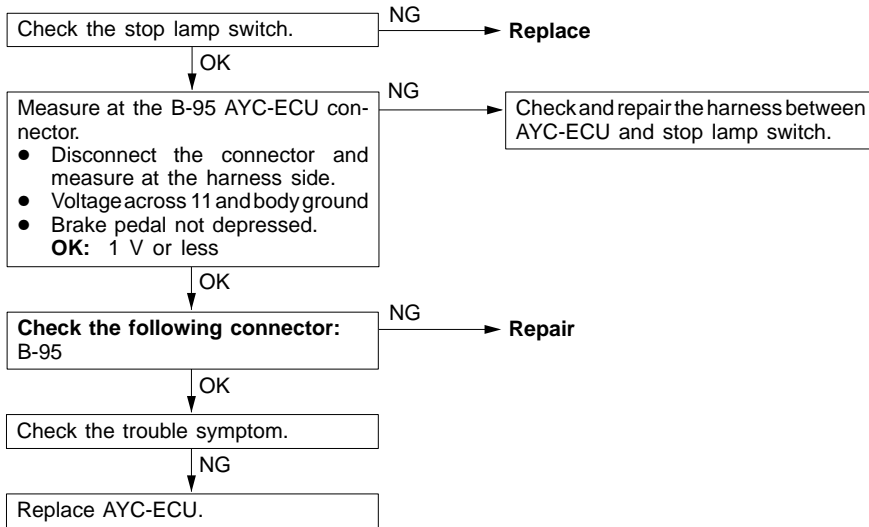 Check the stop lamp switch.
NG
Replace
OK
Measure at the B-95 AYC-ECU con-
nector.
● Disconnect the connector and
measure at the harness side.
● Voltage across 11 and body ground
● Brake pedal not depressed.
OK: 1 V or less
NG
Check and repair the harness between
AYC-ECU and stop lamp switch.
OK
Check the following connector:
B-95
NG
Repair
OK
Check the trouble symptom.
NG
Replace AYC-ECU.